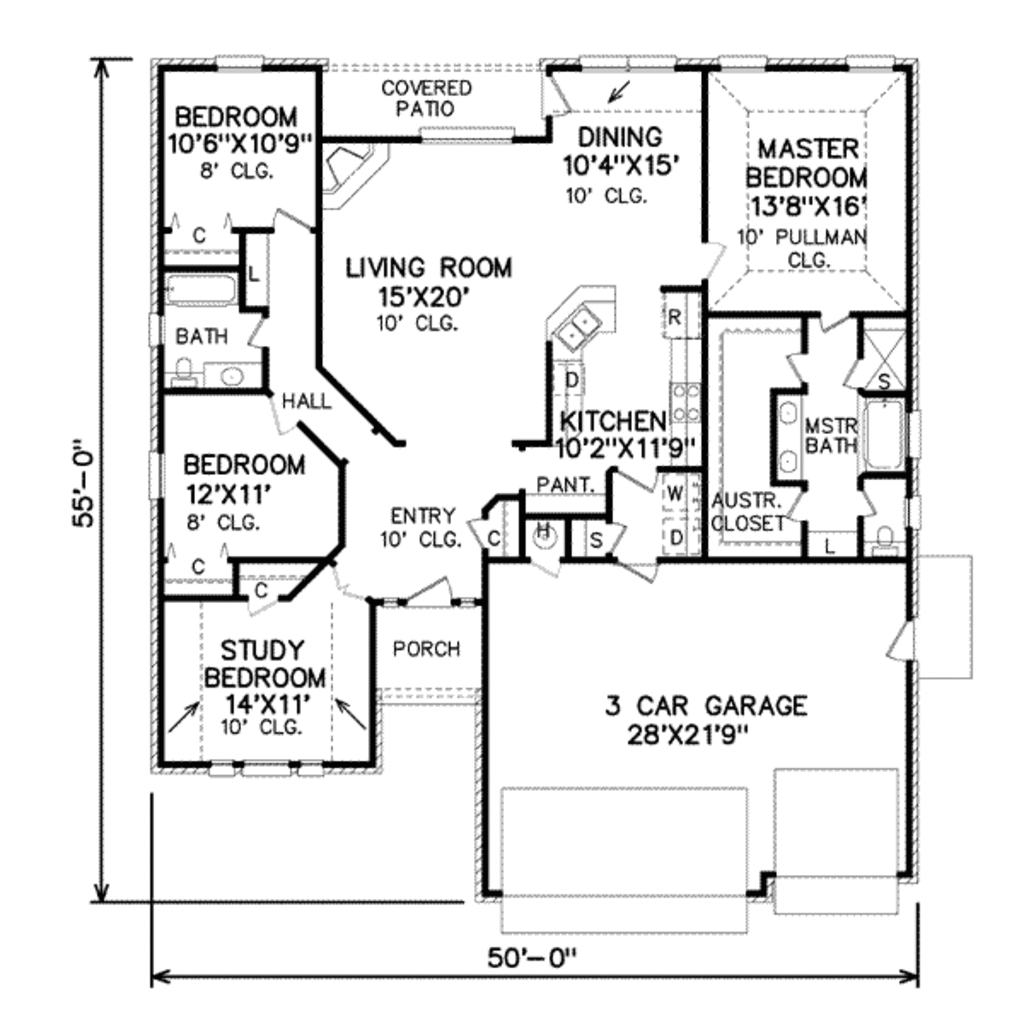 COVERED
PATIO
BEDROOM
10'6"X10'9"
8' CLG.
C
L
DINING
10'4"X15'
10' CLG.
MASTER
BEDROOM
13'8"X16'
10' PULLMAN
CLG.
LIVING ROOM
15'X20'
10' CLG.
BATH
R
D
S
HALL
KITCHEN
10'2"X11'9"
MSTR
BATH
BEDROOM
12'X11'
8' CLG.
C
PANT.
W
D
AUSTR.
CLOSET
L
ENTRY
10' CLG.
C
H
S
C
PORCH
STUDY
BEDROOM
14'X11'
10' CLG.
3 CAR GARAGE
28'X21'9"
55'-0"
50'-0"